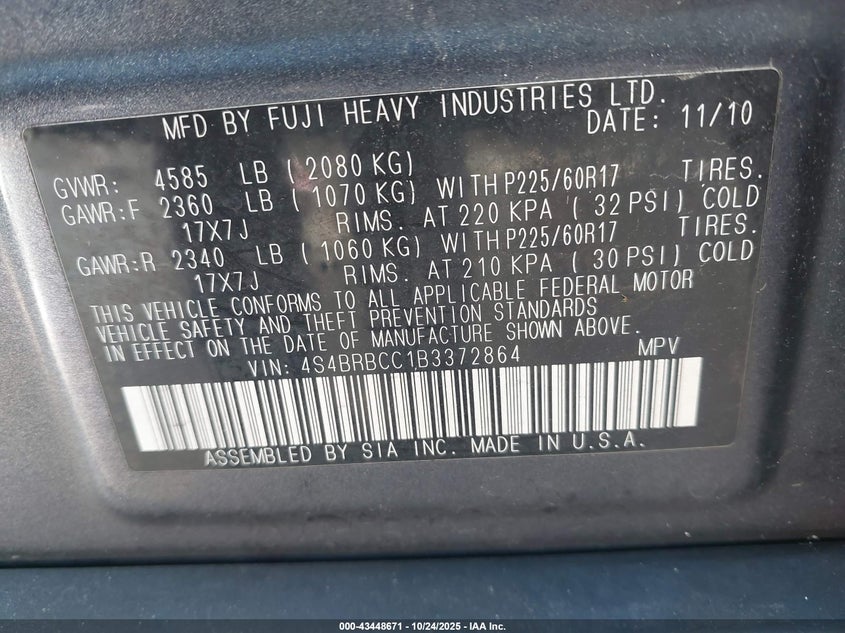 MFD BY FUJI HEAVY INDUSTRIES LTD.
DATE: 11/10
GVWR: 4585 LB ( 2080 KG)
GAWR:F 2360 LB ( 1070 KG) WITH P225/60R17 TIRES.
17X7J RIMS. AT 220 KPA ( 32 PSI) COLD
GAWR:R 2340 LB ( 1060 KG) WITH P225/60R17 TIRES.
17X7J RIMS. AT 210 KPA ( 30 PSI) COLD
THIS VEHICLE CONFORMS TO ALL APPLICABLE FEDERAL MOTOR
VEHICLE SAFETY AND THEFT PREVENTION STANDARDS
IN EFFECT ON THE DATE OF MANUFACTURE SHOWN ABOVE.
VIN: 4S4BRBCC1B3372864 MPV
ASSEMBLED BY SIA INC. MADE IN U.S.A.
000-43448671 - 10/24/2025 - IAA Inc.